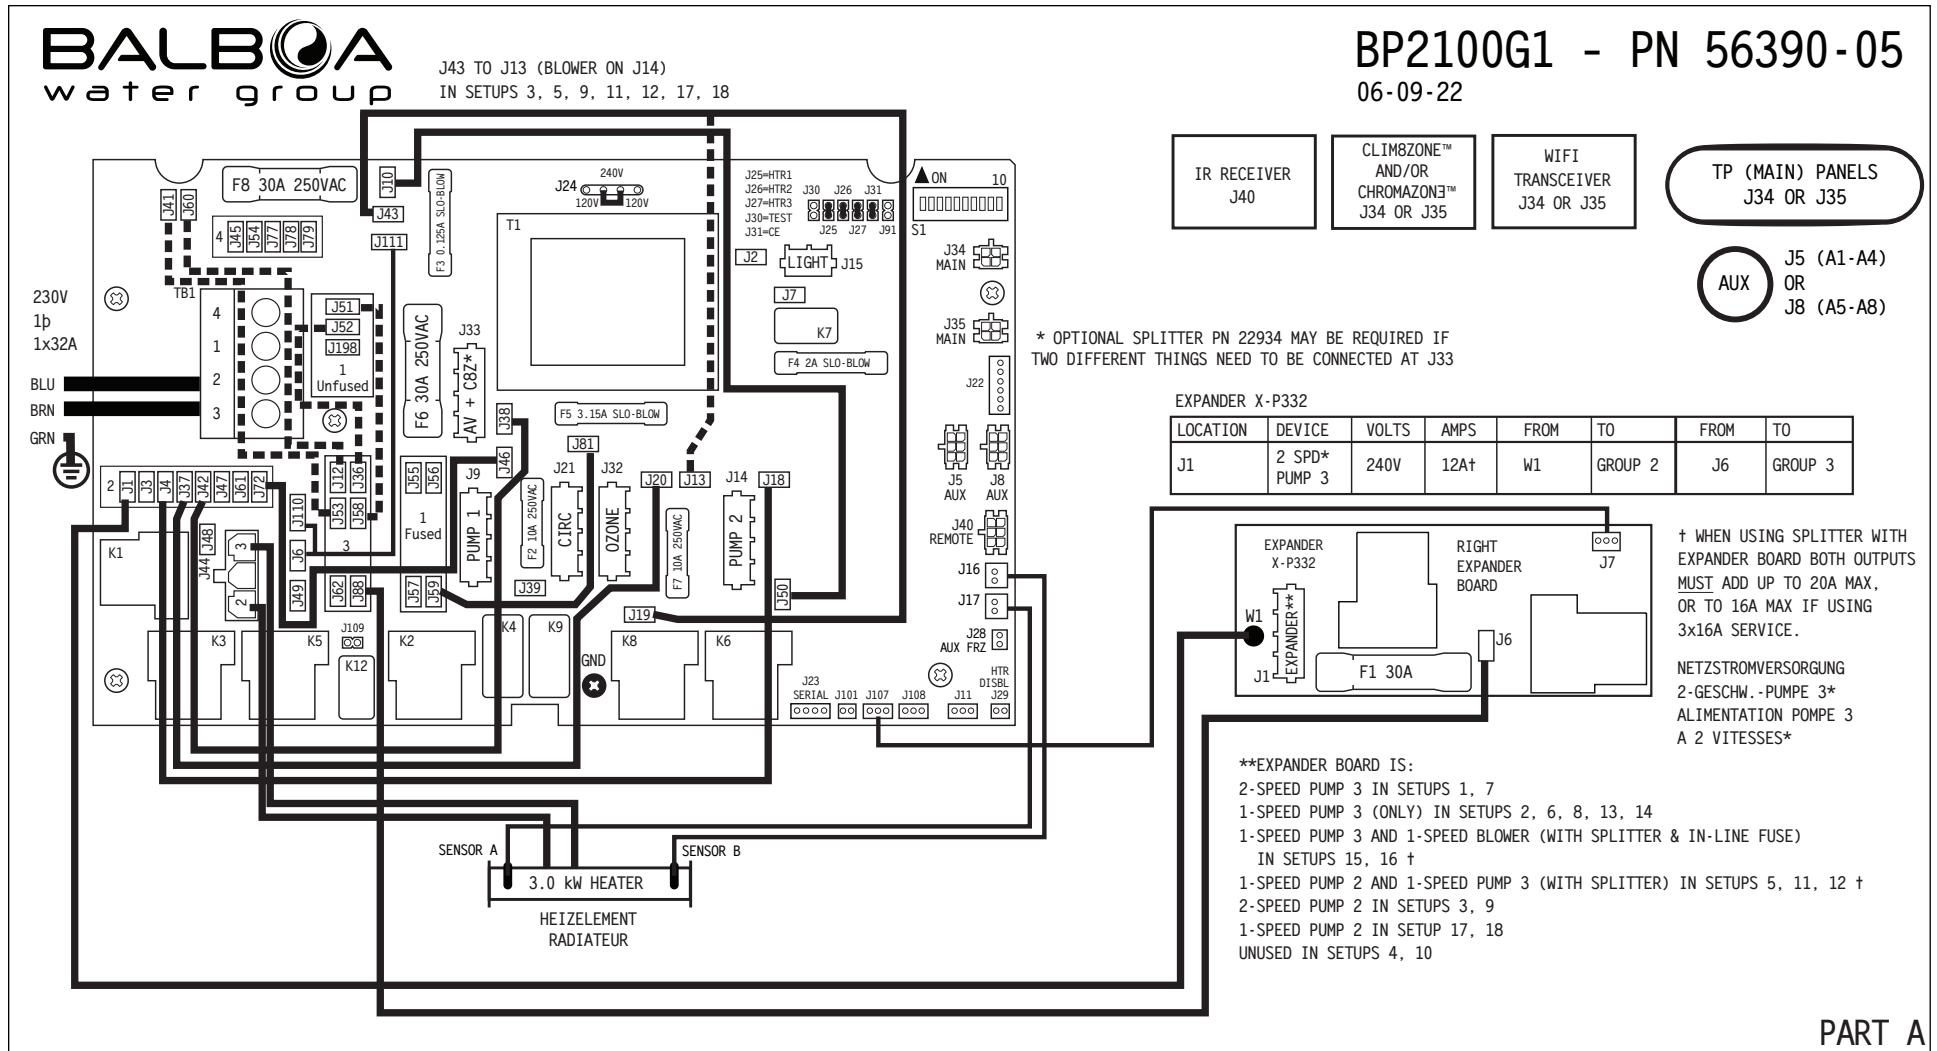 BALBOA
water group
J43 TO J13 (BLOWER ON J14)
IN SETUPS 3, 5, 9, 11, 12, 17, 18
BP2100G1 - PN 56390-05
06-09-22
IR RECEIVER
J40
CLIM8ZONE™
AND/OR
CHROMAZONƎ™
J34 OR J35
WIFI
TRANSCEIVER
J34 OR J35
TP (MAIN) PANELS
J34 OR J35
AUX
J5 (A1-A4)
OR
J8 (A5-A8)
F8 30A 250VAC
J10
J43
J111
F3 0.125A SLO-BLOW
J41
J60
4
J45
J54
J77
J78
J79
J24
240V
120V
120V
T1
J25=HTR1
J26=HTR2
J27=HTR3
J30=TEST
J31=CE
J30 J26 J31
J25 J27 J91
ON
10
S1
J2
LIGHT
J15
J34
MAIN
J7
K7
J35
MAIN
F4 2A SLO-BLOW
J22
230V
1þ
1x32A
BLU
BRN
GRN
TB1
4
1
2
3
J51
J52
J198
1
Unfused
F6 30A 250VAC
J33
AV + C8Z*
J38
J46
F5 3.15A SLO-BLOW
J81
* OPTIONAL SPLITTER PN 22934 MAY BE REQUIRED IF
TWO DIFFERENT THINGS NEED TO BE CONNECTED AT J33
EXPANDER X-P332
LOCATION DEVICE VOLTS AMPS FROM TO FROM TO
J1 2 SPD* PUMP 3 240V 12A† W1 GROUP 2 J6 GROUP 3
2
J1
J3
J4
J37
J42
J47
J61
J72
J110
J12
J36
J53
J58
3
J62
J88
J55
J56
1
Fused
J57
J59
J9
PUMP 1
F2 10A 250VAC
J21
CIRC
J39
J32
OZONE
J20
J13
F7 10A 250VAC
J14
PUMP 2
J18
J50
J19
J5
AUX
J8
AUX
J40
REMOTE
J16
J17
J28
AUX FRZ
HTR
DISBL
J29
K1
J48
J44
3
2
J6
J49
J109
K3
K5
K12
K2
K4
K9
GND
K8
K6
J23
SERIAL
J101
J107
J108
J11
EXPANDER
X-P332
RIGHT
EXPANDER
BOARD
J7
W1
EXPANDER**
J1
F1 30A
J6
† WHEN USING SPLITTER WITH
EXPANDER BOARD BOTH OUTPUTS
MUST ADD UP TO 20A MAX,
OR TO 16A MAX IF USING
3x16A SERVICE.
NETZSTROMVERSORGUNG
2-GESCHW.-PUMPE 3*
ALIMENTATION POMPE 3
A 2 VITESSES*
SENSOR A
SENSOR B
3.0 kW HEATER
HEIZELEMENT
RADIATEUR
**EXPANDER BOARD IS:
2-SPEED PUMP 3 IN SETUPS 1, 7
1-SPEED PUMP 3 (ONLY) IN SETUPS 2, 6, 8, 13, 14
1-SPEED PUMP 3 AND 1-SPEED BLOWER (WITH SPLITTER & IN-LINE FUSE)
IN SETUPS 15, 16 †
1-SPEED PUMP 2 AND 1-SPEED PUMP 3 (WITH SPLITTER) IN SETUPS 5, 11, 12 †
2-SPEED PUMP 2 IN SETUPS 3, 9
1-SPEED PUMP 2 IN SETUP 17, 18
UNUSED IN SETUPS 4, 10
PART A